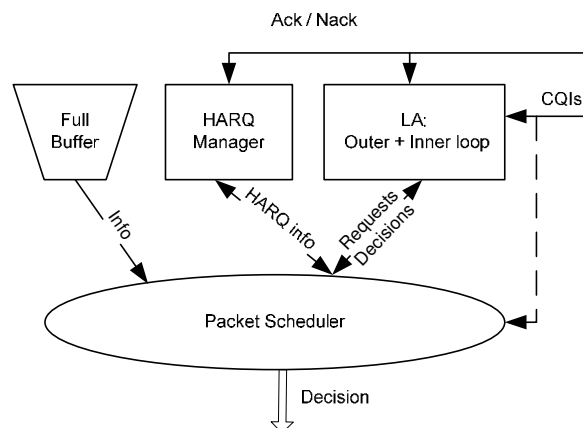 Ack / Nack
CQIs
Full
Buffer
HARQ
Manager
LA:
Outer + Inner loop
Info
HARQ info
Requests
Decisions
Packet Scheduler
Decision